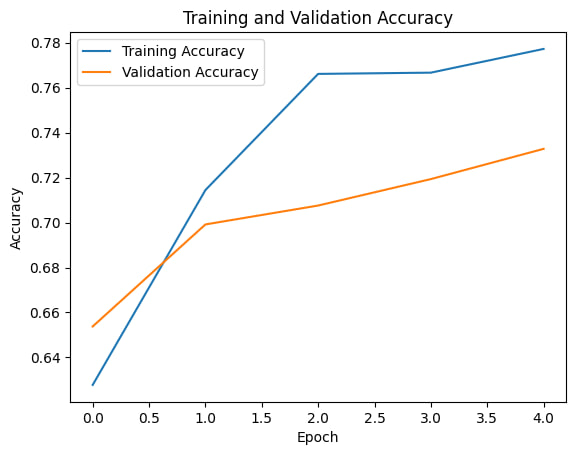 Training and Validation Accuracy
Training Accuracy
Validation Accuracy
0.78
0.76
0.74
0.72
0.70
0.68
0.66
0.64
Accuracy
0.0 0.5 1.0 1.5 2.0 2.5 3.0 3.5 4.0
Epoch